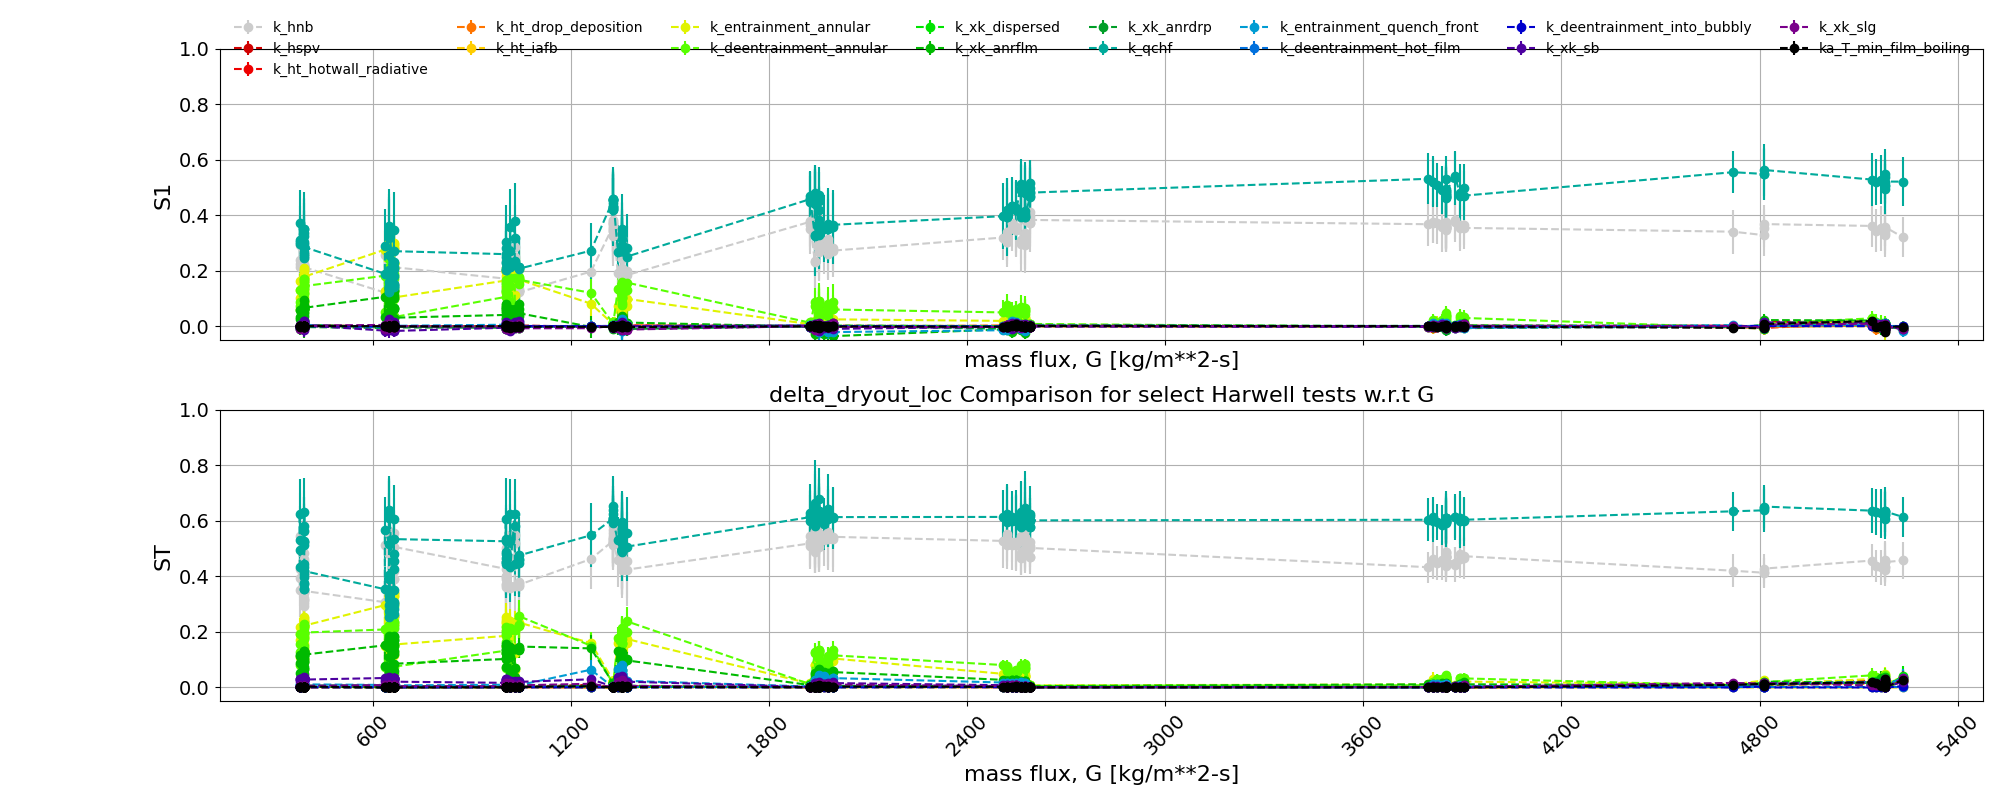 k_hnb k_ht_drop_deposition k_entrainment_annular k_xk_dispersed k_xk_anrdrp k_entrainment_quench_front k_deentrainment_into_bubbly k_xk_slg
k_hspv k_ht_iafb k_deentrainment_annular k_xk_anrflm k_qchf k_deentrainment_hot_film k_xk_sb ka_T_min_film_boiling
k_ht_hotwall_radiative
1.0
0.8
0.6
0.4
0.2
0.0
S1
mass flux, G [kg/m**2-s]
delta_dryout_loc Comparison for select Harwell tests w.r.t G
1.0
0.8
0.6
0.4
0.2
0.0
ST
600 1200 1800 2400 3000 3600 4200 4800 5400
mass flux, G [kg/m**2-s]